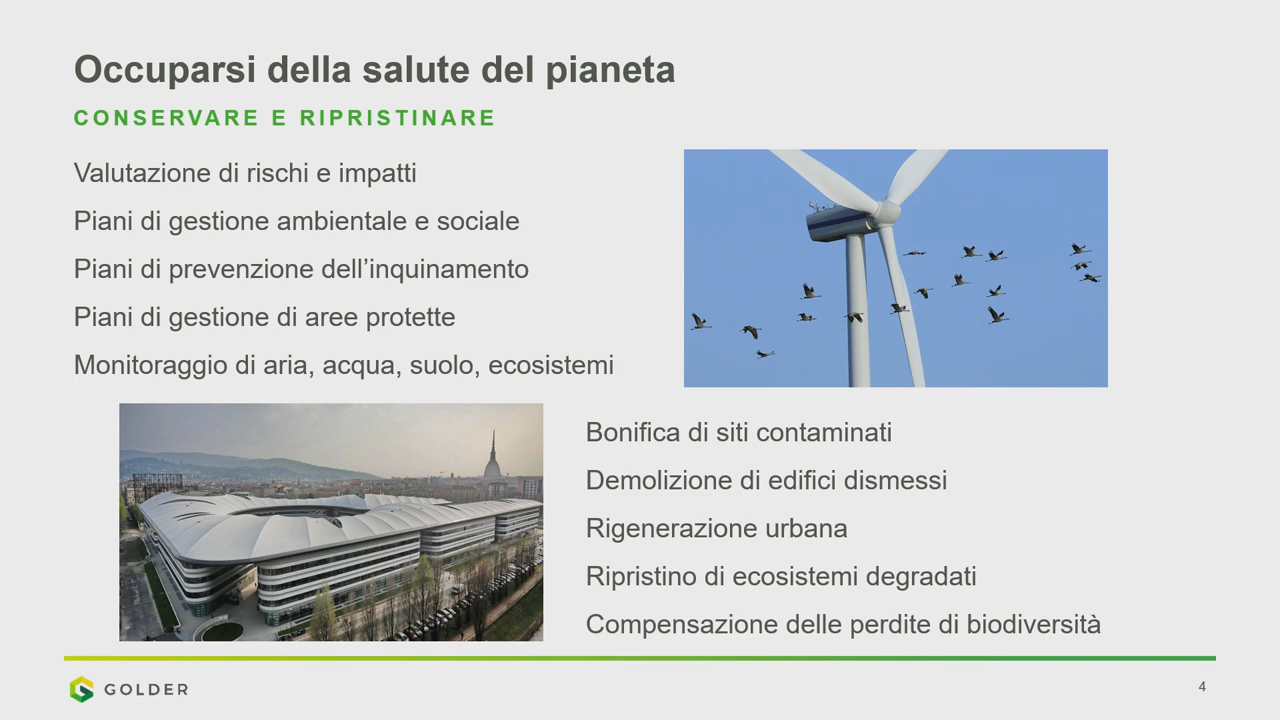 Occuparsi della salute del pianeta
CONSERVARE E RIPRISTINARE
Valutazione di rischi e impatti
Piani di gestione ambientale e sociale
Piani di prevenzione dell’inquinamento
Piani di gestione di aree protette
Monitoraggio di aria, acqua, suolo, ecosistemi
Bonifica di siti contaminati
Demolizione di edifici dismessi
Rigenerazione urbana
Ripristino di ecosistemi degradati
Compensazione delle perdite di biodiversità
GOLDER
4